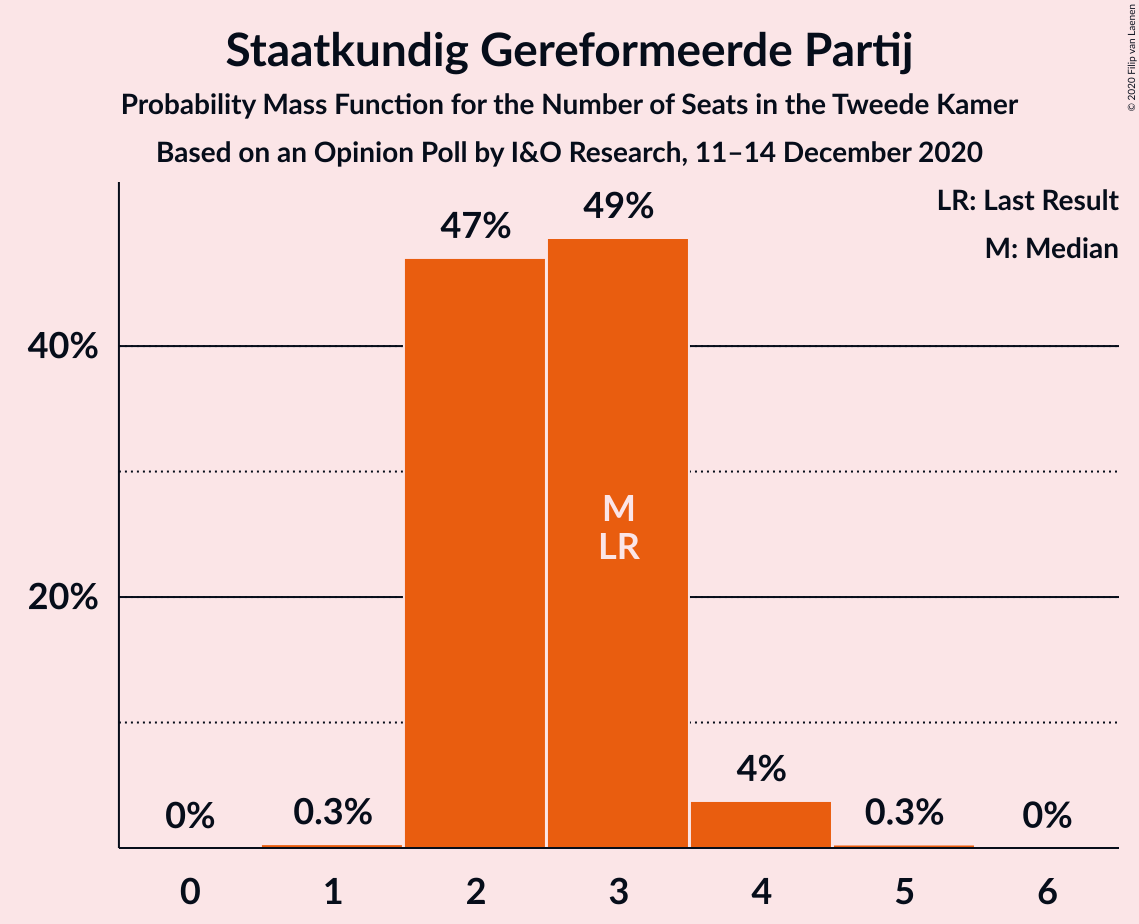 Staatkundig Gereformeerde Partij
Probability Mass Function for the Number of Seats in the Tweede Kamer
Based on an Opinion Poll by I&O Research, 11–14 December 2020
© 2020 Filip van Laenen
LR: Last Result
M: Median
49%
47%
40%
M
LR
20%
4%
0%
0.3%
0.3%
0%
0
1
2
3
4
5
6